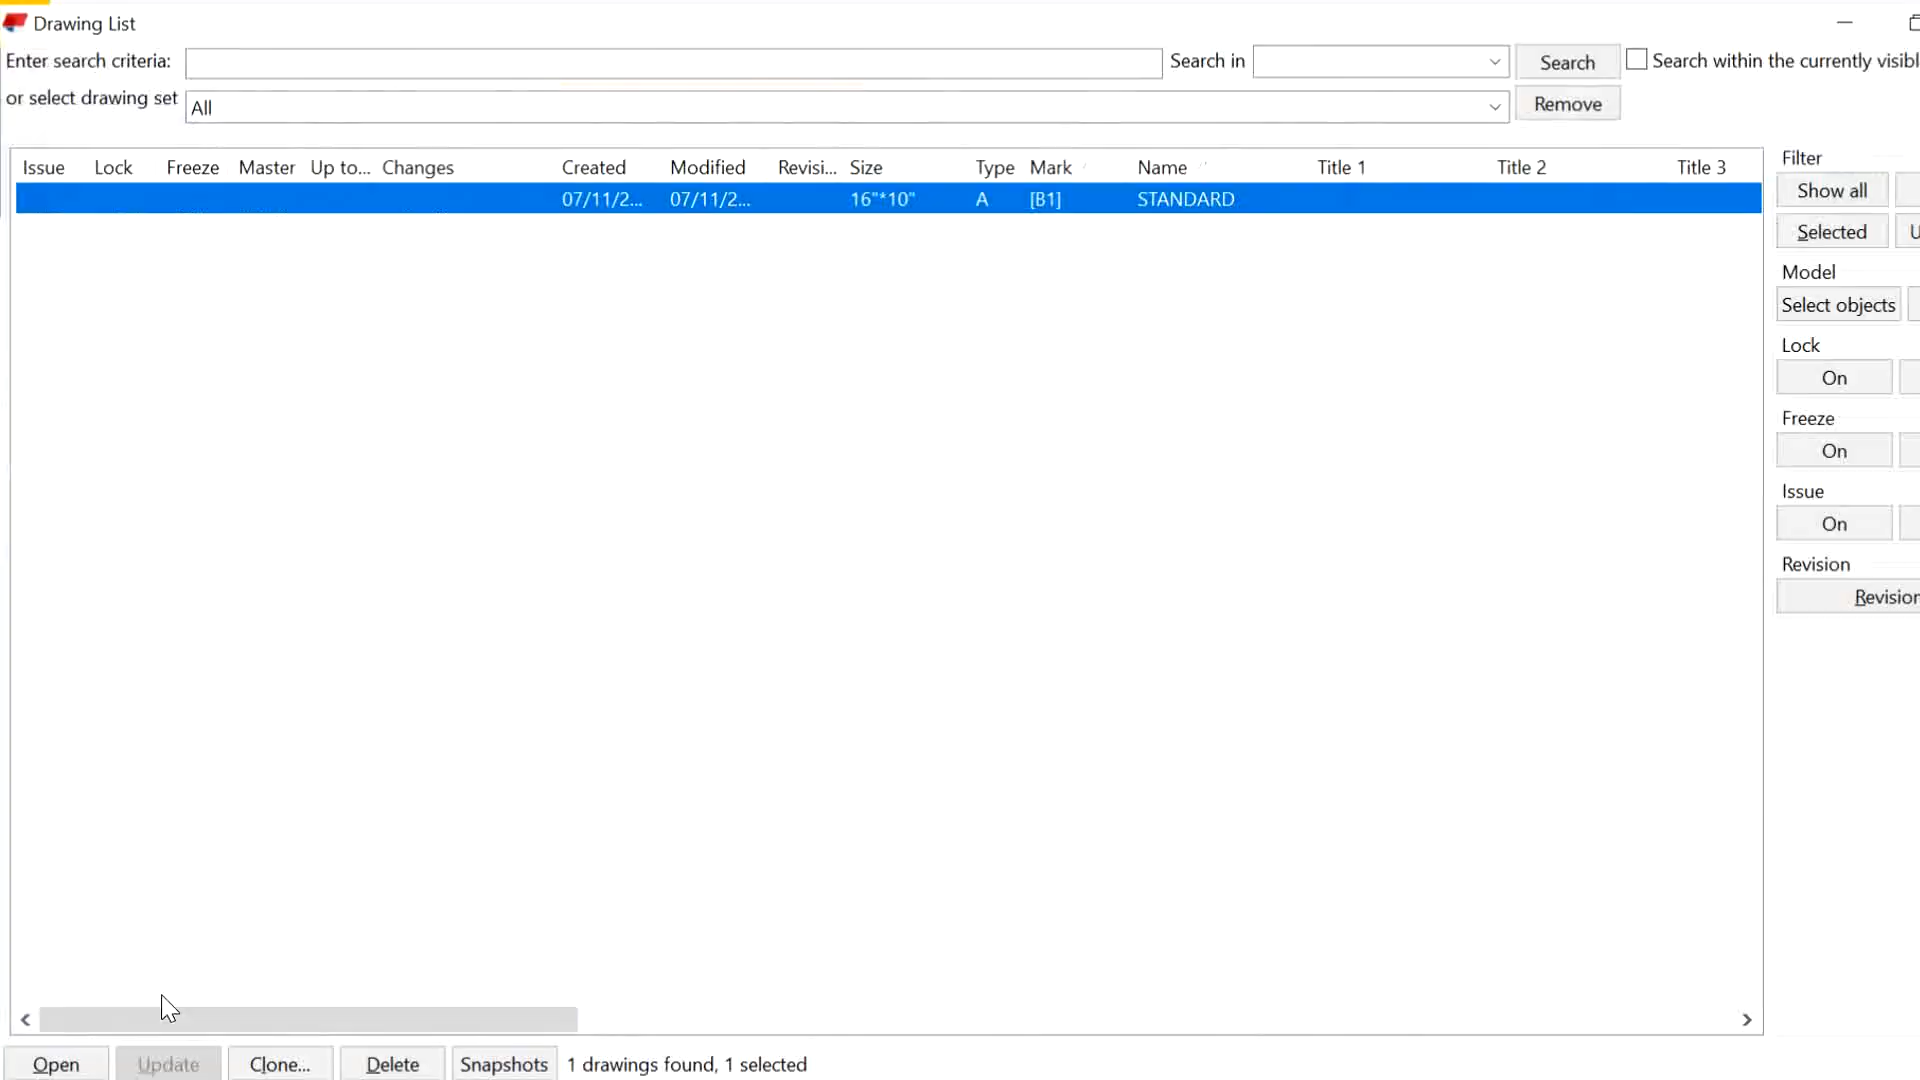 Drawing List
Enter search criteria: Search in Search Search within the currently visibl
or select drawing set All Remove
Issue Lock Freeze Master Up to... Changes Created Modified Revisi... Size Type Mark Name Title 1 Title 2 Title 3
07/11/2... 07/11/2... 16"*10" A [B1] STANDARD
Filter
Show all
Selected U
Model
Select objects
Lock
On
Freeze
On
Issue
On
Revision
Revision
Open Update Clone... Delete Snapshots 1 drawings found, 1 selected